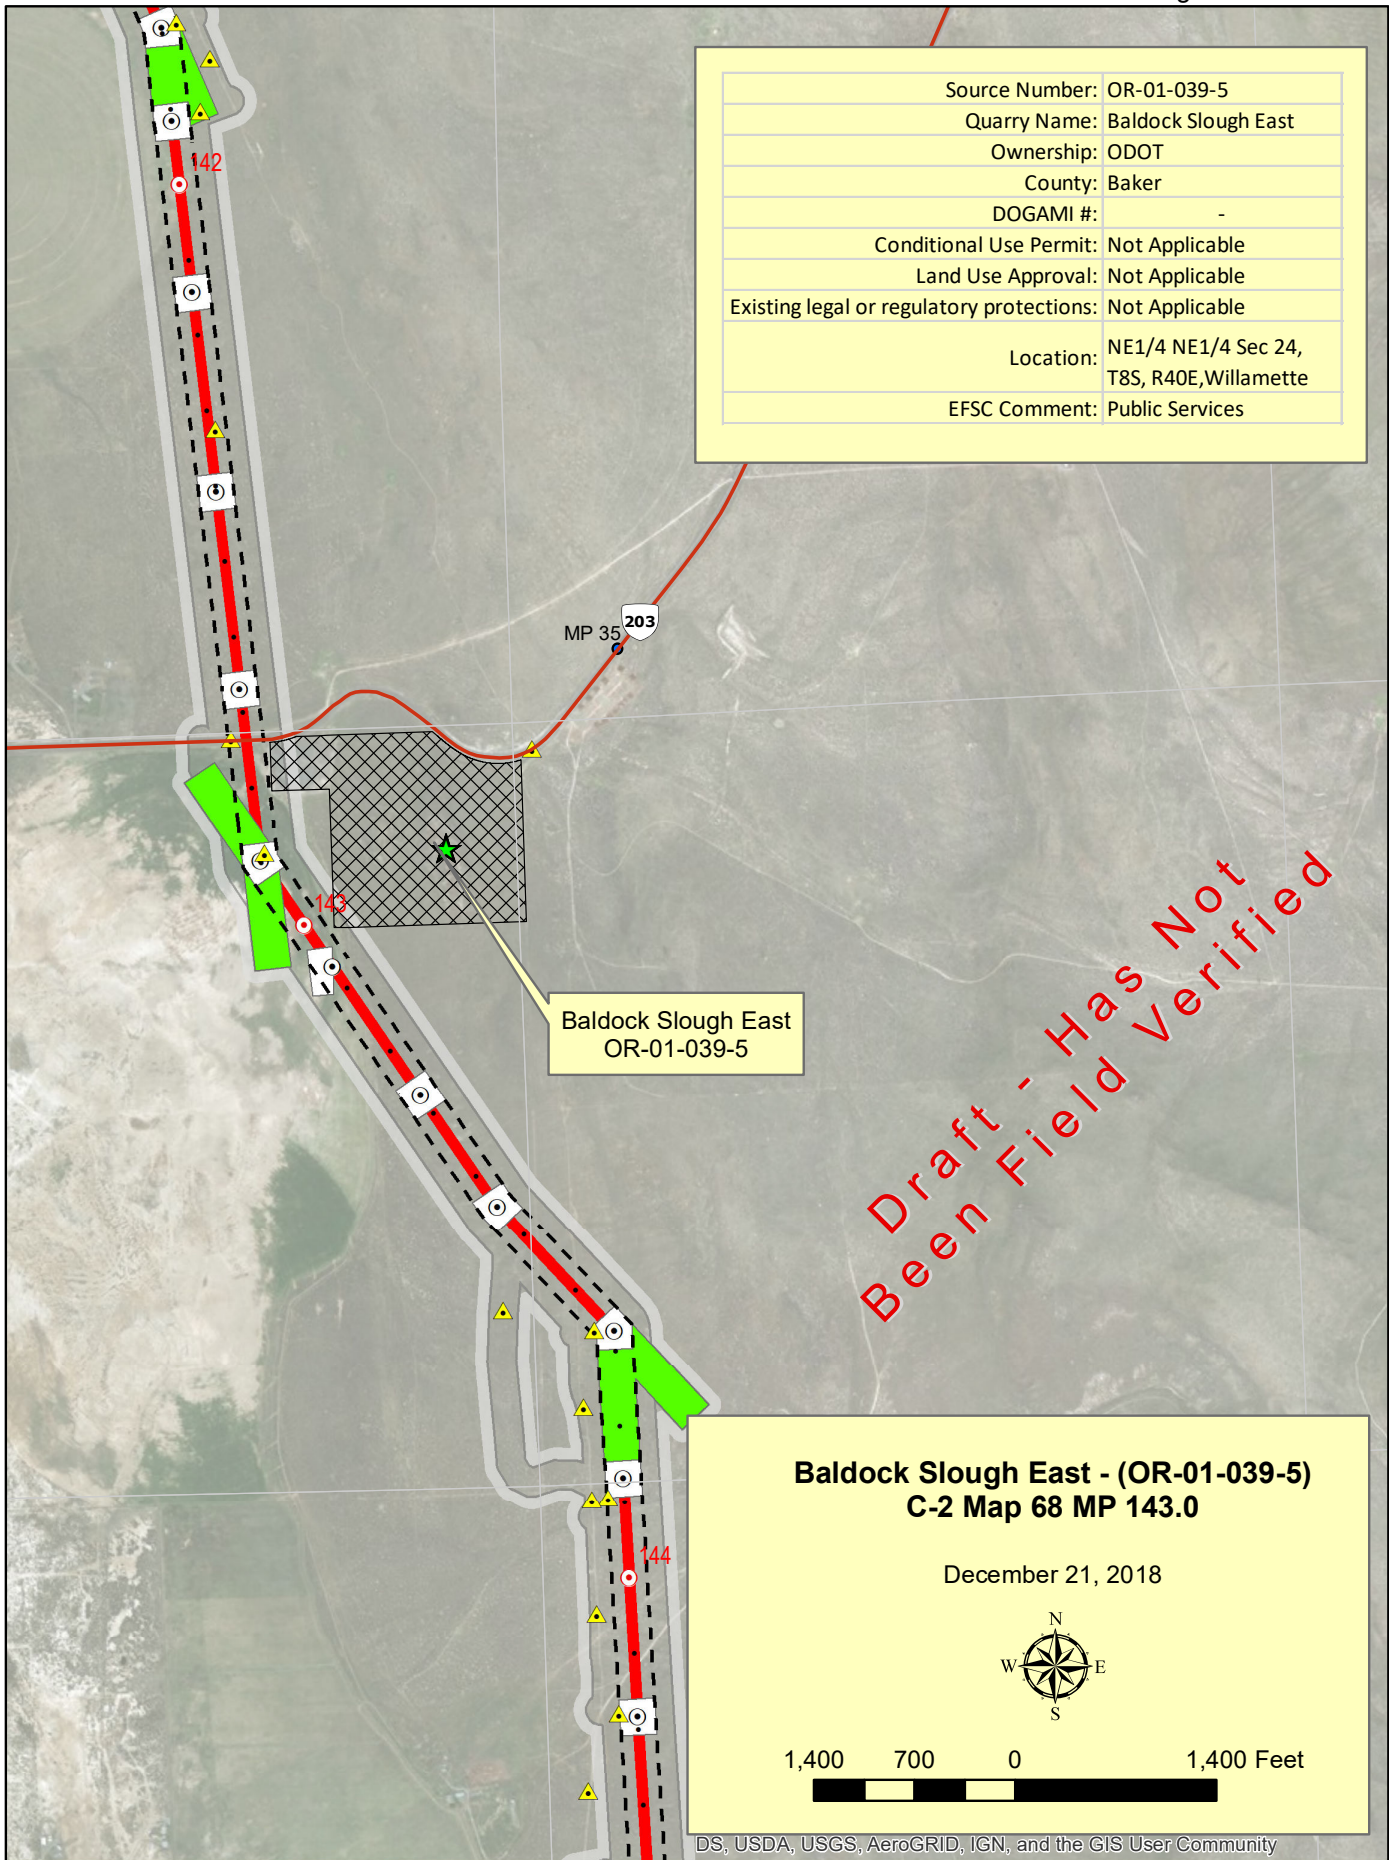 Source Number: OR-01-039-5
Quarry Name: Baldock Slough East
Ownership: ODOT
County: Baker
DOGAMI #: -
Conditional Use Permit: Not Applicable
Land Use Approval: Not Applicable
Existing legal or regulatory protections: Not Applicable
Location: NE1/4 NE1/4 Sec 24,
T8S, R40E,Willamette
EFSC Comment: Public Services
142
203
MP 35
143
Baldock Slough East
OR-01-039-5
Draft - Has Not
Been Field Verified
144
Baldock Slough East - (OR-01-039-5)
C-2 Map 68 MP 143.0
December 21, 2018
N
W E
S
1,400 700 0 1,400 Feet
DS, USDA, USGS, AeroGRID, IGN, and the GIS User Community